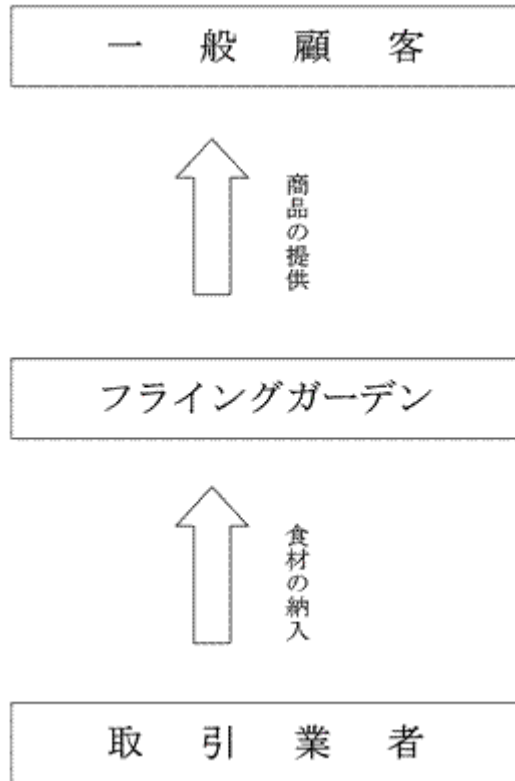 一般顧客
商品の提供
フライングガーデン
食材の納入
取引業者